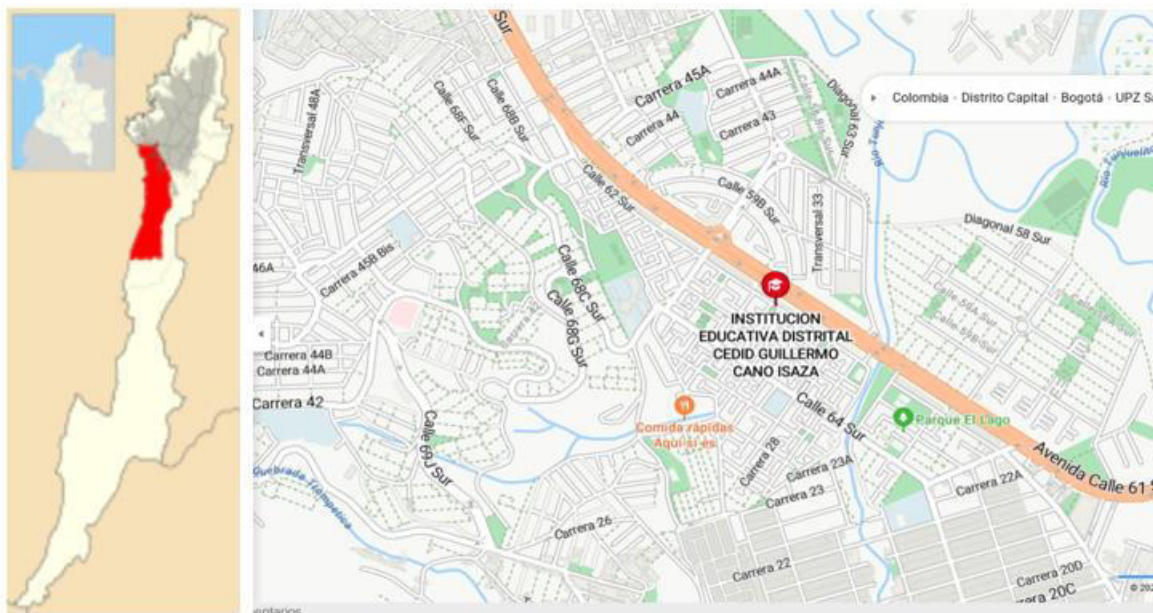 Sur
Calle 68F Sur
Calle 68B Sur
Transversal 48A
Carrera 45A
Carrera 44A
Carrera 44
Carrera 43
Diagonal 63 Sur
Colombia · Distrito Capital · Bogotá · UPZ Sa
Calle 62 Sur
Calle 59B Sur
Transversal 33
Diagonal 58 Sur
46A
Carrera 45B Bis
Calle 68C Sur
Calle 68G Sur
INSTITUCION
EDUCATIVA DISTRITAL
CEDID GUILLERMO
CANO ISAZA
Carrera 44B
Carrera 44A
Carrera 42
Comida rápidas
Aquí si es
Calle 64 Sur
Parque El Lago
Calle 69J Sur
Carrera 28
Carrera 23A
Carrera 23
Carrera 22A
Avenida Calle 61 S
Carrera 26
Carrera 22
Carrera 20D
Carrera 20C